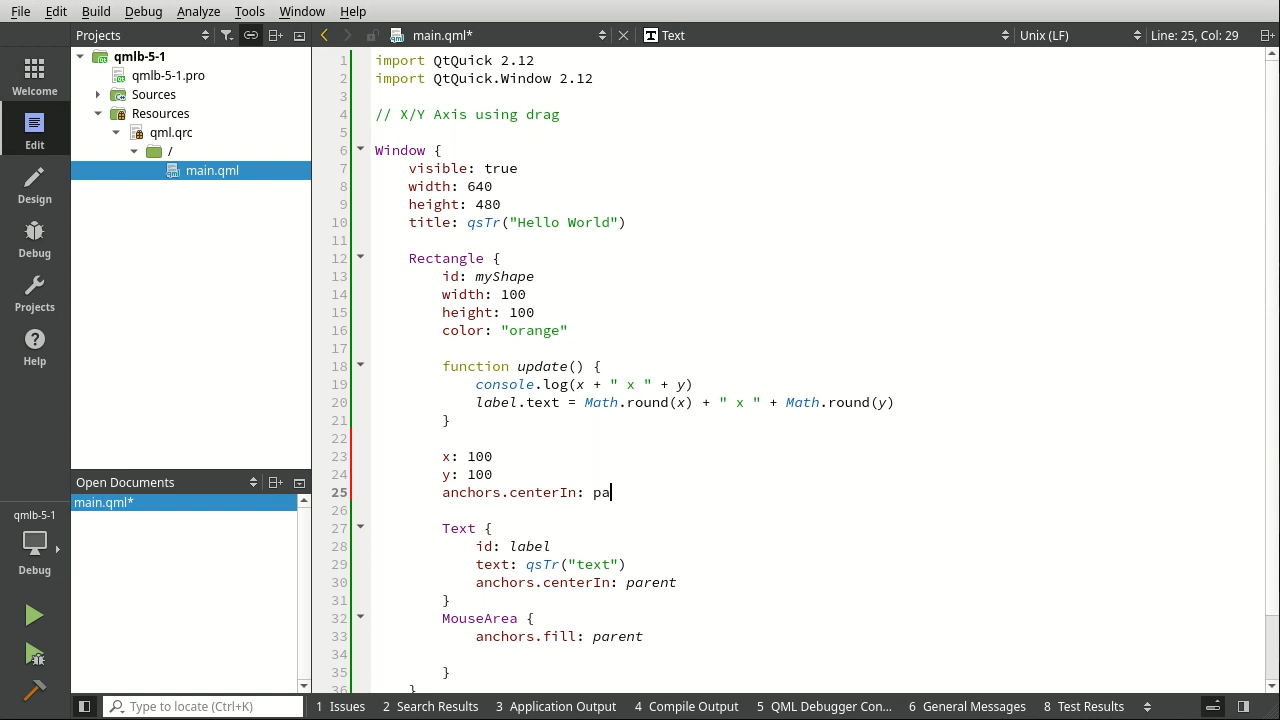 File Edit Build Debug Analyze Tools Window Help
Projects
main.qml*
Text
Unix (LF)
Line: 25, Col: 29
Welcome
Edit
Design
Debug
Projects
Help
qmlb-5-1
Debug
qmlb-5-1
qmlb-5-1.pro
Sources
Resources
qml.qrc
/
main.qml
Open Documents
main.qml*
1 import QtQuick 2.12
2 import QtQuick.Window 2.12
3
4 // X/Y Axis using drag
5
6 Window {
7 visible: true
8 width: 640
9 height: 480
10 title: qsTr("Hello World")
11
12 Rectangle {
13 id: myShape
14 width: 100
15 height: 100
16 color: "orange"
17
18 function update() {
19 console.log(x + " x " + y)
20 label.text = Math.round(x) + " x " + Math.round(y)
21 }
22
23 x: 100
24 y: 100
25 anchors.centerIn: pa
26
27 Text {
28 id: label
29 text: qsTr("text")
30 anchors.centerIn: parent
31 }
32 MouseArea {
33 anchors.fill: parent
34
35 }
36 }
Type to locate (Ctrl+K)
1 Issues
2 Search Results
3 Application Output
4 Compile Output
5 QML Debugger Con...
6 General Messages
8 Test Results